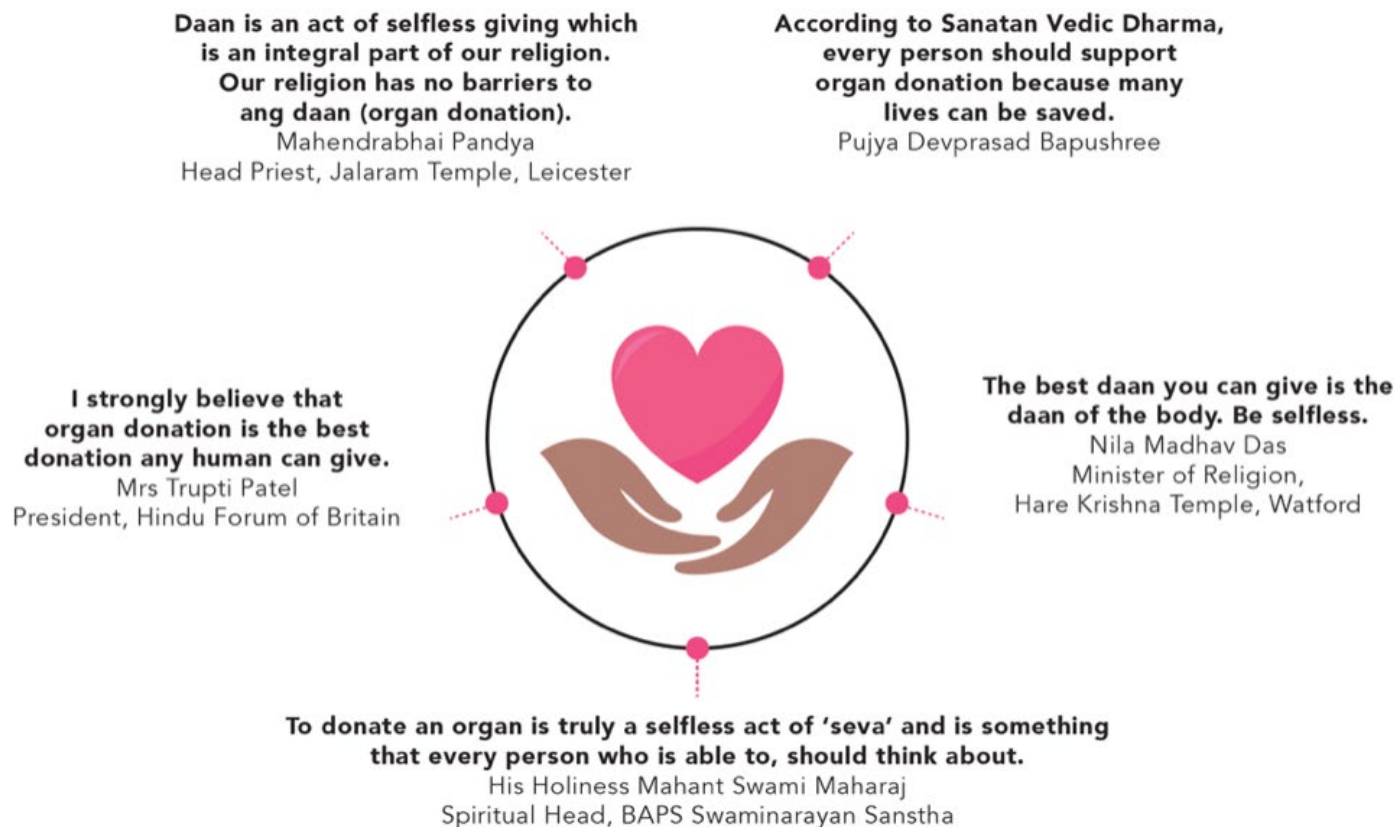 Daan is an act of selfless giving which
is an integral part of our religion.
Our religion has no barriers to
ang daan (organ donation).
Mahendrabhai Pandya
Head Priest, Jalaram Temple, Leicester
According to Sanatan Vedic Dharma,
every person should support
organ donation because many
lives can be saved.
Pujya Devprasad Bapushree
I strongly believe that
organ donation is the best
donation any human can give.
Mrs Trupti Patel
President, Hindu Forum of Britain
The best daan you can give is the
daan of the body. Be selfless.
Nila Madhav Das
Minister of Religion,
Hare Krishna Temple, Watford
To donate an organ is truly a selfless act of ‘seva’ and is something
that every person who is able to, should think about.
His Holiness Mahant Swami Maharaj
Spiritual Head, BAPS Swaminarayan Sanstha